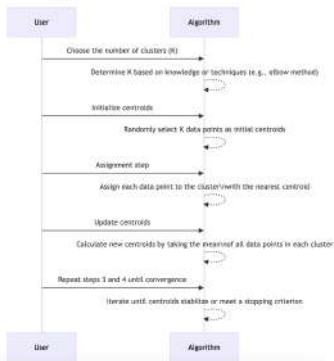 User
Algorithm
Choose the number of clusters (K)
Determine K based on knowledge or techniques (e.g., elbow method)
Initialize centroids
Randomly select K data points as initial centroids
Assignment step
Assign each data point to the cluster\nwith the nearest centroid
Update centroids
Calculate new centroids by taking the mean\nof all data points in each cluster
Repeat steps 3 and 4 until convergence
Iterate until centroids stabilize or meet a stopping criterion
User
Algorithm